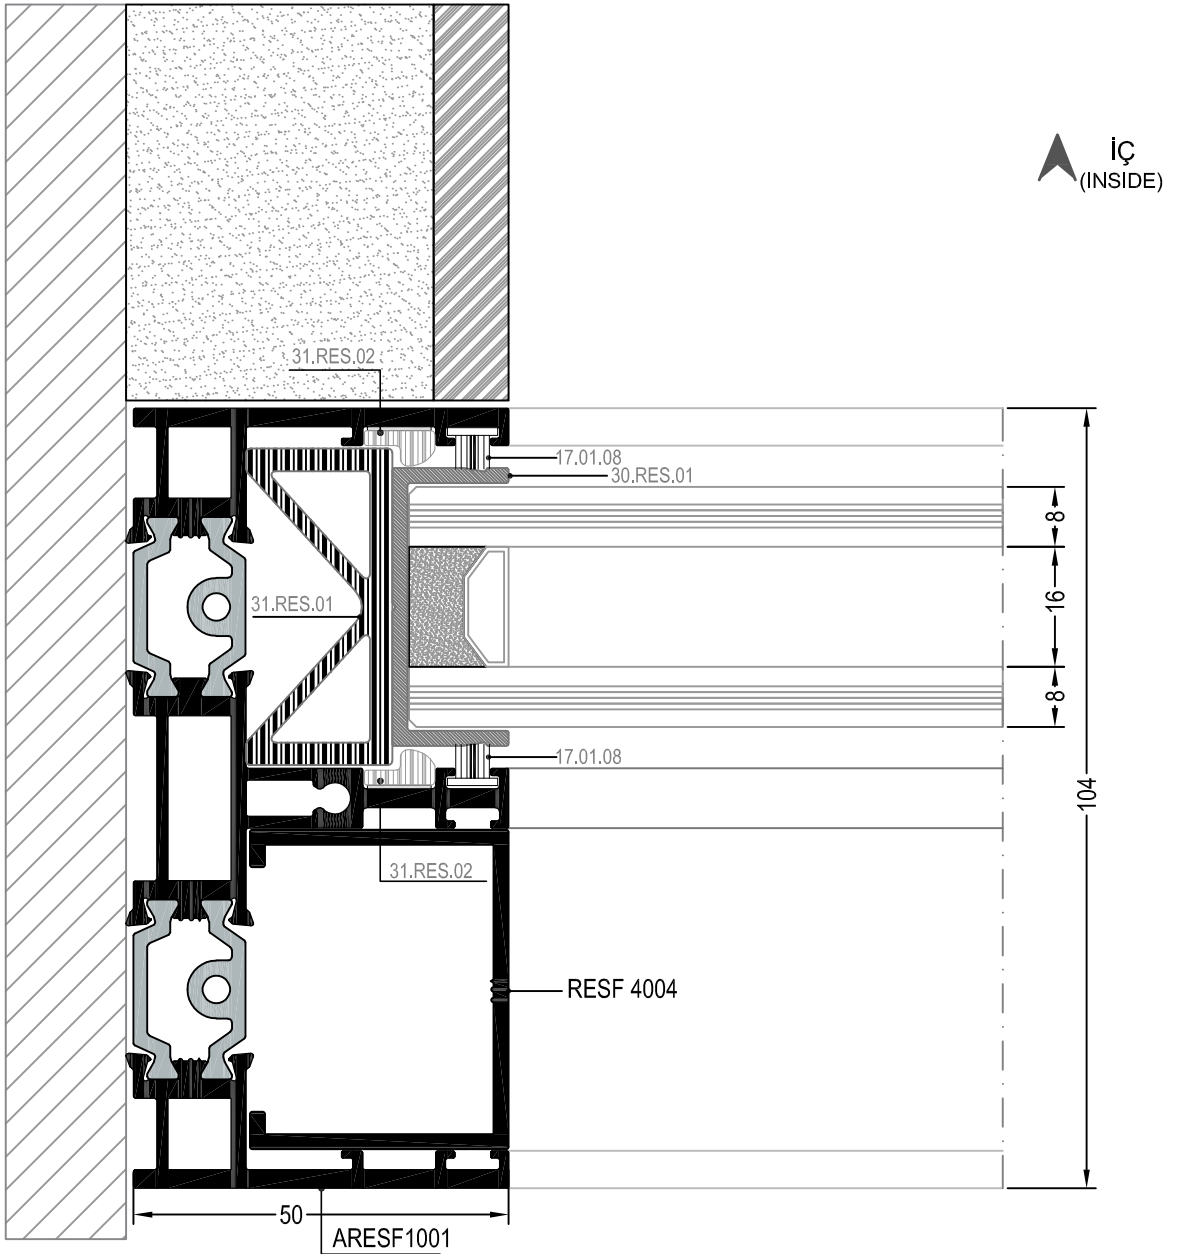 İÇ
(INSIDE)
31.RES.02
17.01.08
30.RES.01
8
16
31.RES.01
8
17.01.08
104
31.RES.02
RESF 4004
50
ARESF1001